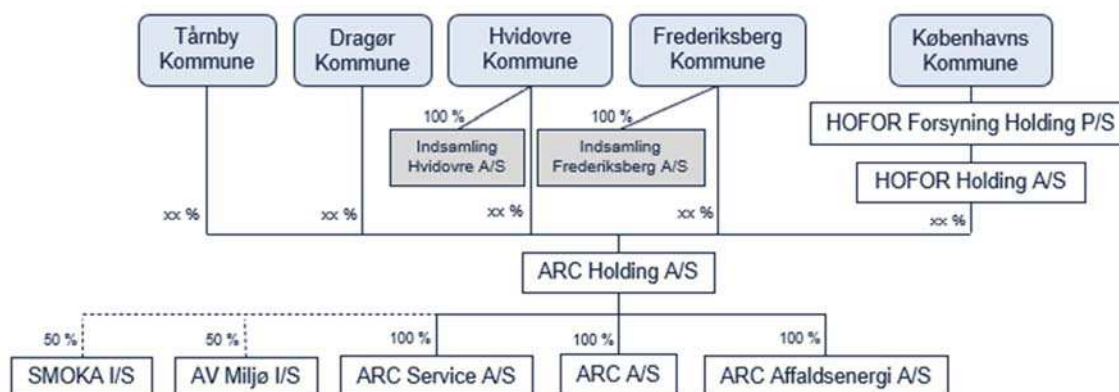 Tårnby
Kommune
Dragør
Kommune
Hvidovre
Kommune
Frederiksberg
Kommune
Københavns
Kommune
100 %
Indsamling
Hvidovre A/S
100 %
Indsamling
Frederiksberg A/S
HOFOR Forsyning Holding P/S
HOFOR Holding A/S
xx %
xx %
xx %
xx %
xx %
ARC Holding A/S
50 %
50 %
100 %
100 %
100 %
SMOKA I/S
AV Miljø I/S
ARC Service A/S
ARC A/S
ARC Affaldsenergi A/S